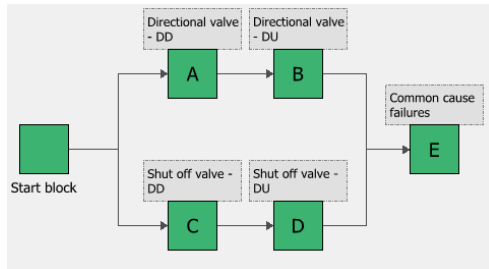 Directional valve
- DD
Directional valve
- DU
A
B
Common cause
failures
E
Start block
Shut off valve -
DD
Shut off valve -
DU
C
D